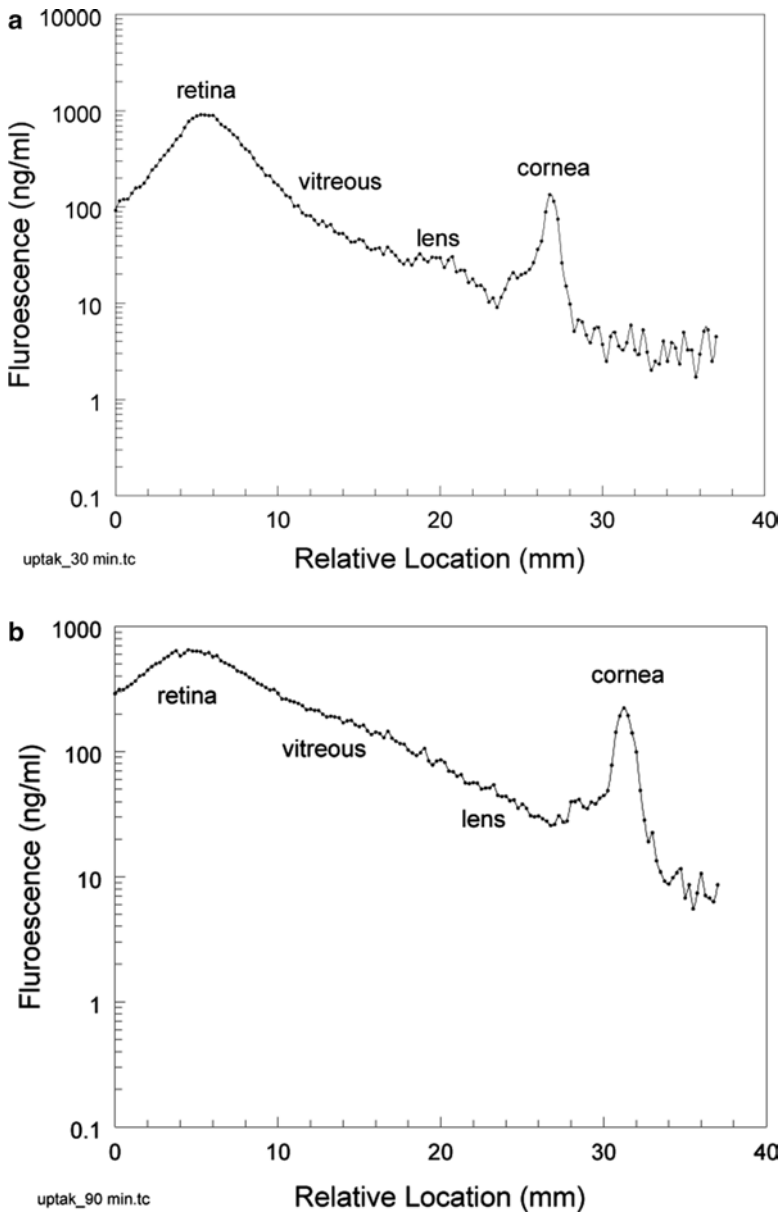 a
10000
1000
100
10
1
0.1
Fluroescence (ng/ml)
retina
vitreous
lens
cornea
0 10 20 30 40
uptak_30 min.tc
Relative Location (mm)
b
1000
100
10
1
0.1
Fluroescence (ng/ml)
retina
vitreous
lens
cornea
0 10 20 30 40
uptak_90 min.tc
Relative Location (mm)